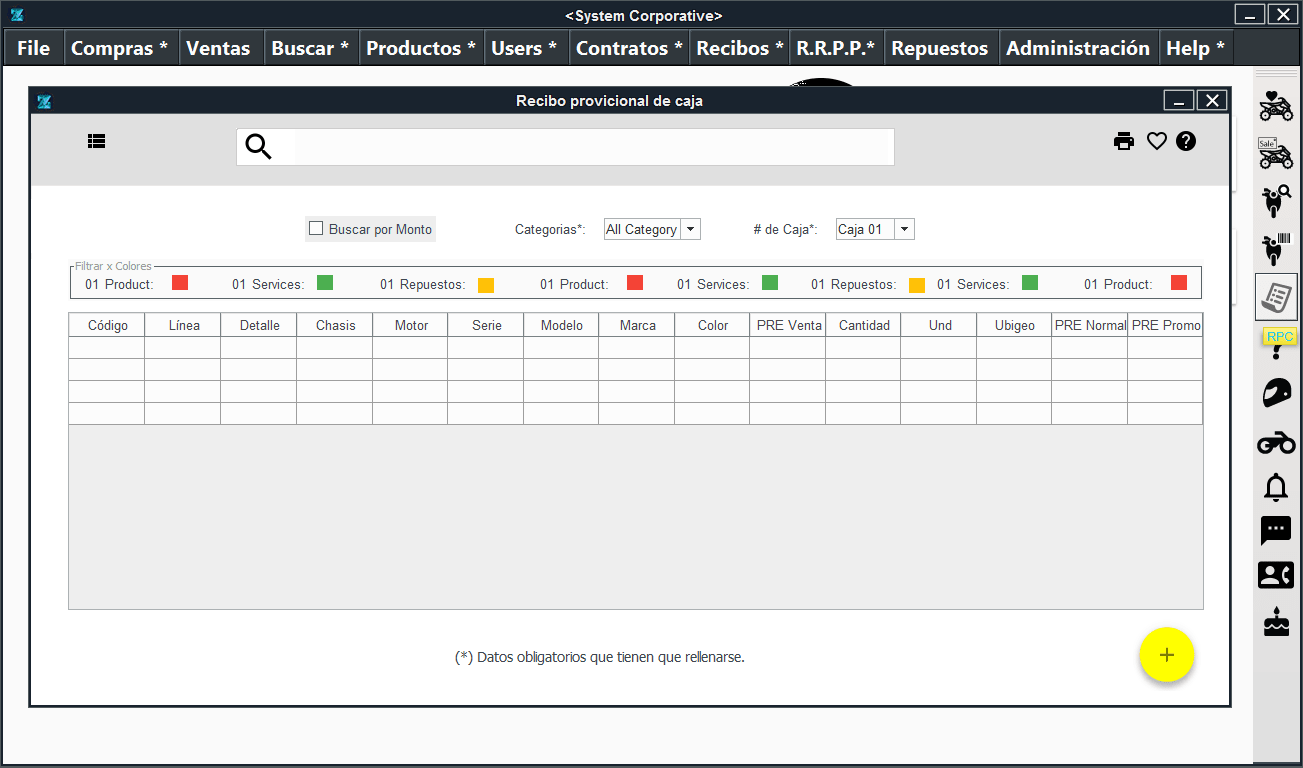 <System Corporative>
File Compras * Ventas Buscar * Productos * Users * Contratos * Recibos * R.R.P.P.* Repuestos Administración Help *
Recibo provicional de caja
Sale
Buscar por Monto Categorias*: All Category # de Caja*: Caja 01
Filtrar x Colores
01 Product: 01 Services: 01 Repuestos: 01 Product: 01 Services: 01 Repuestos: 01 Services: 01 Product:
Código Línea Detalle Chasis Motor Serie Modelo Marca Color PRE Venta Cantidad Und Ubigeo PRE Normal PRE Promo
RPC
(*) Datos obligatorios que tienen que rellenarse.